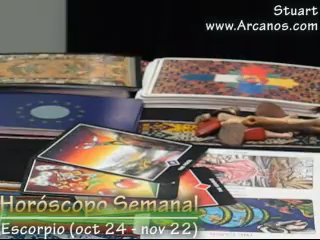 Stuart
www.Arcanos.com
Horóscopo Semanal
Escorpio (oct 24 - nov 22)